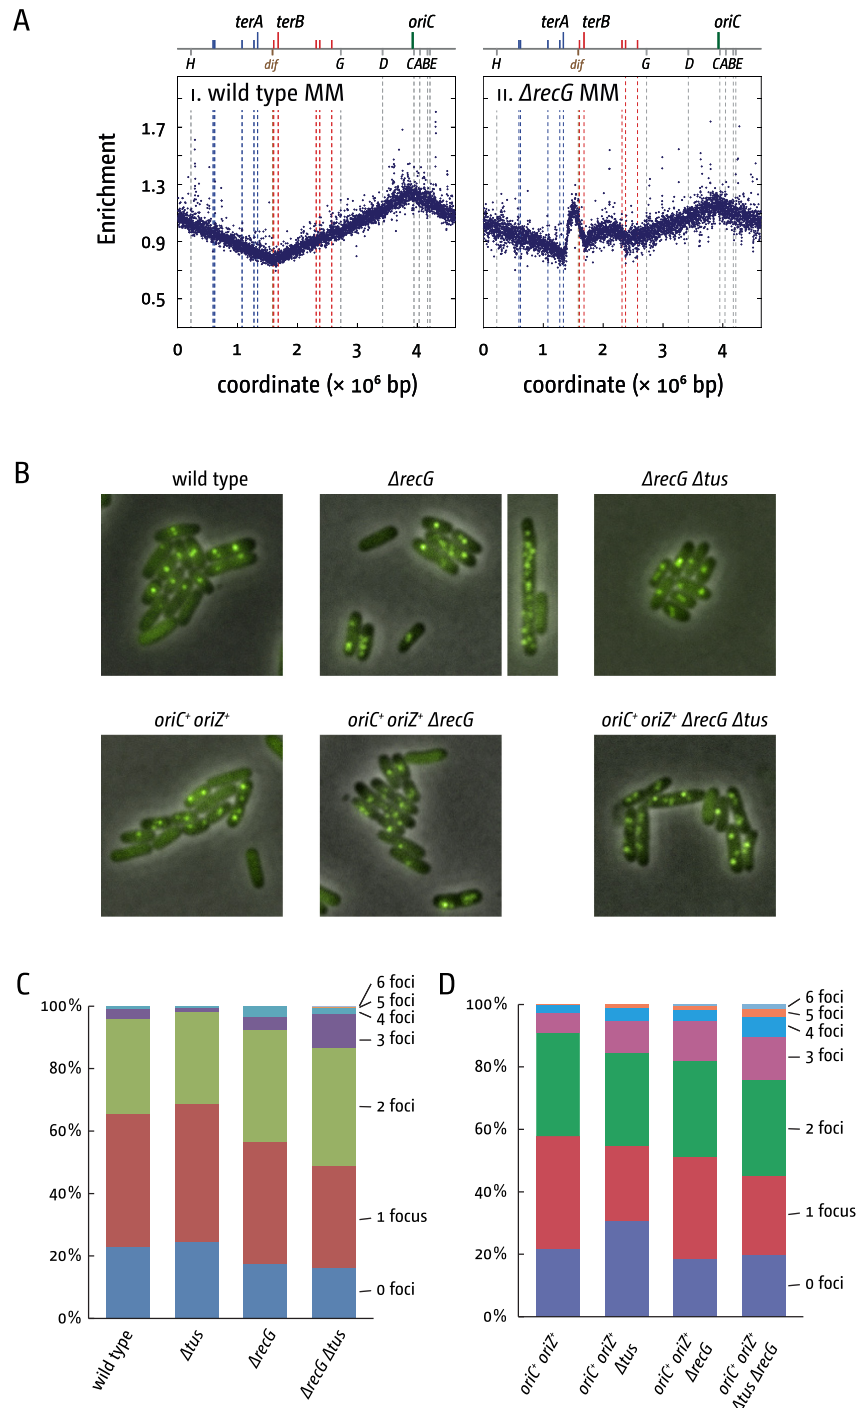 A
terA terB oriC terA terB oriC
H dif G D CABE H dif G D CABE
I. wild type MM II. ΔrecG MM
Enrichment
1.7
1.3
0.9
0.5
0 1 2 3 4 0 1 2 3 4
coordinate (× 10⁶ bp) coordinate (× 10⁶ bp)
B
wild type ΔrecG ΔrecG Δtus
oriC⁺ oriZ⁺ oriC⁺ oriZ⁺ ΔrecG oriC⁺ oriZ⁺ ΔrecG Δtus
C
100%
80%
60%
40%
20%
0%
6 foci
5 foci
4 foci
3 foci
2 foci
1 focus
0 foci
wild type
Δtus
ΔrecG
ΔrecG Δtus
D
100%
80%
60%
40%
20%
0%
6 foci
5 foci
4 foci
3 foci
2 foci
1 focus
0 foci
oriC⁺ oriZ⁺
oriC⁺ oriZ⁺
Δtus
oriC⁺ oriZ⁺
ΔrecG
oriC⁺ oriZ⁺
Δtus ΔrecG